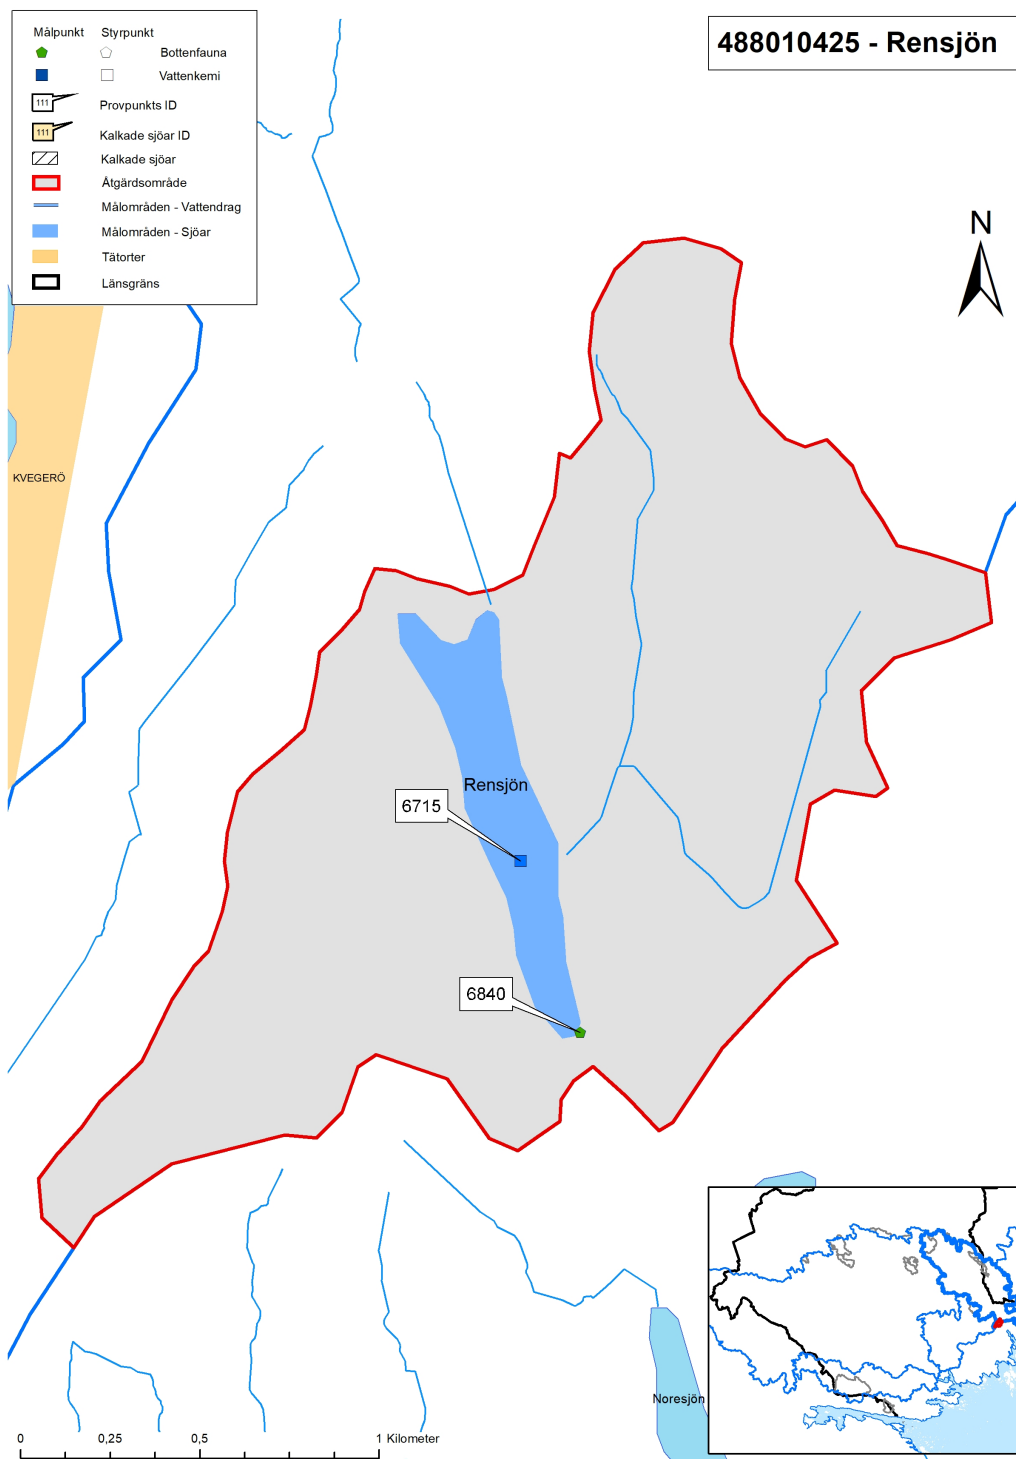 488010425 - Rensjön
Målpunkt Styrpunkt
Bottenfauna
Vattenkemi
111 Provpunkts ID
111 Kalkade sjöar ID
Kalkade sjöar
Åtgärdsområde
Målområden - Vattendrag
Målområden - Sjöar
Tätorter
Länsgräns
N
KVEGERÖ
Rensjön
6715
6840
Noresjön
0 0,25 0,5 1 Kilometer